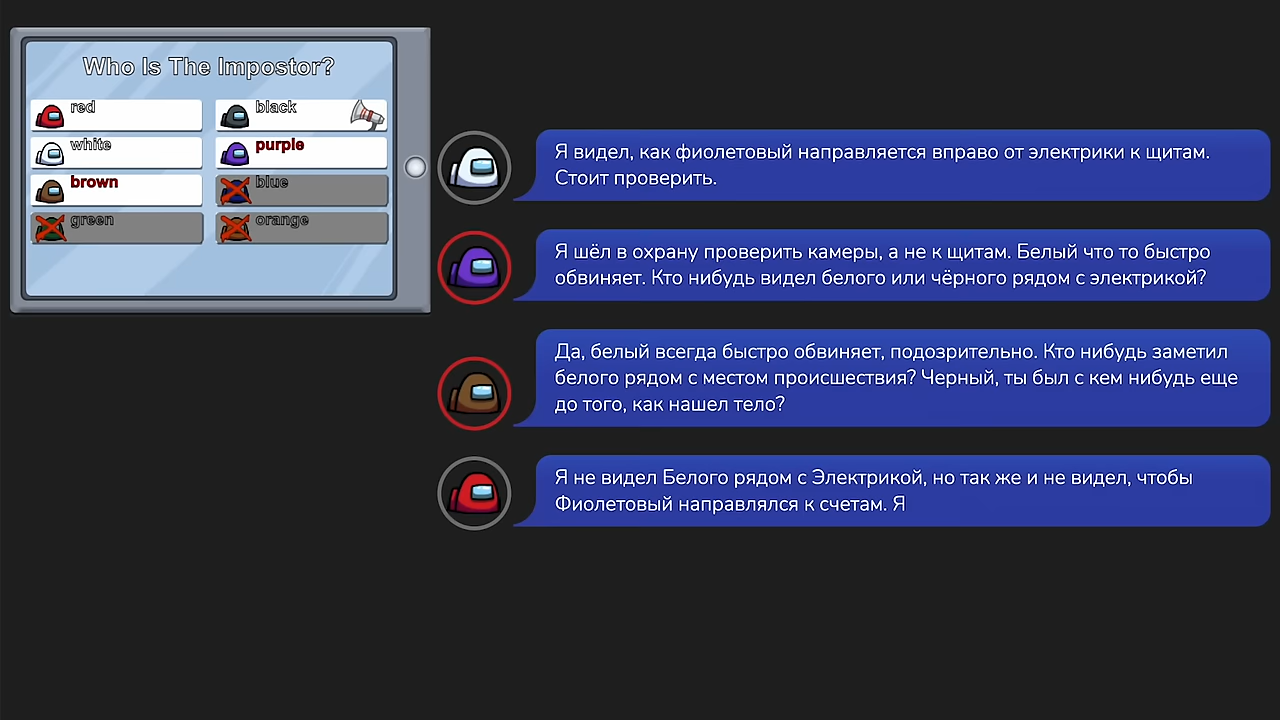 Who Is The Impostor?
red
black
white
purple
brown
blue
green
orange
Я видел, как фиолетовый направляется вправо от электрики к щитам.
Стоит проверить.
Я шёл в охрану проверить камеры, а не к щитам. Белый что то быстро
обвиняет. Кто нибудь видел белого или чёрного рядом с электрикой?
Да, белый всегда быстро обвиняет, подозрительно. Кто нибудь заметил
белого рядом с местом происшествия? Черный, ты был с кем нибудь еще
до того, как нашел тело?
Я не видел Белого рядом с Электрикой, но так же и не видел, чтобы
Фиолетовый направлялся к счетам. Я